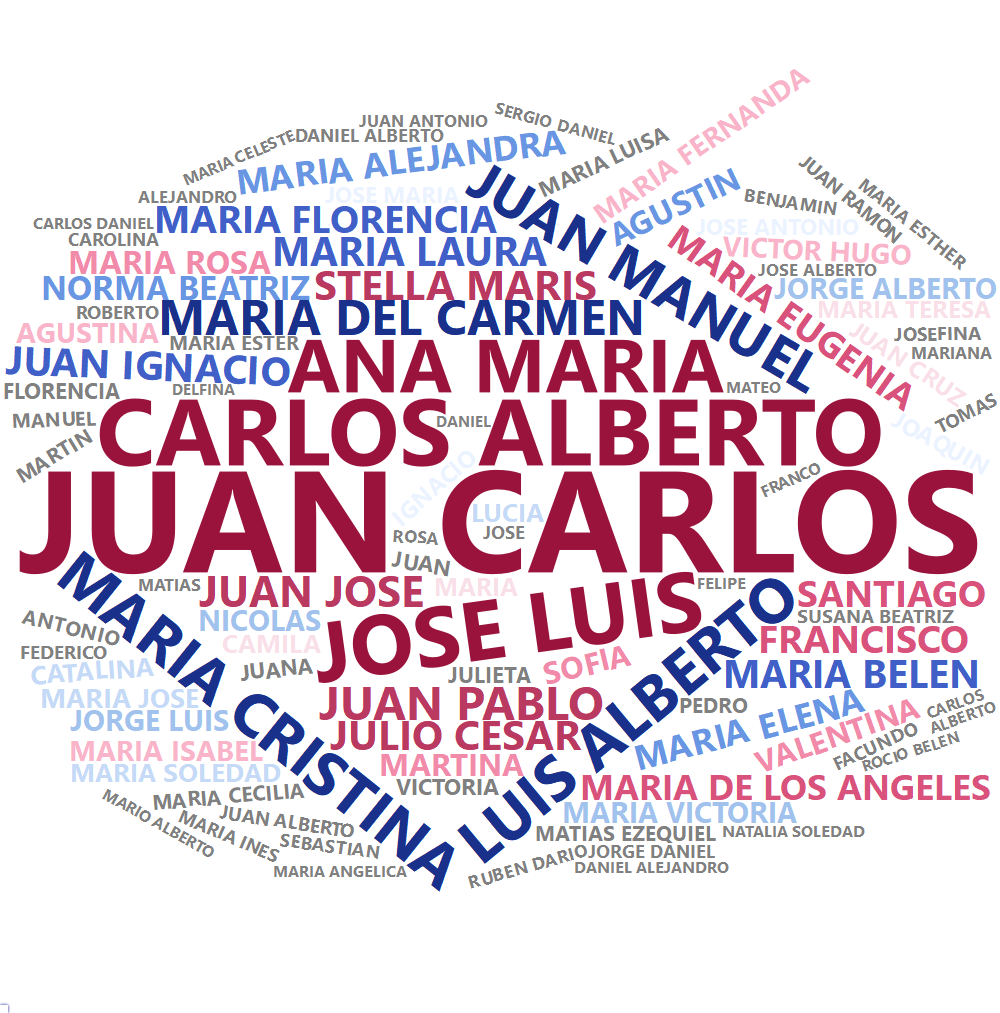 MARIA FERNANDA
SERGIO DANIEL
JUAN ANTONIO
DANIEL ALBERTO
MARIA CELESTE
MARIA ALEJANDRA
MARIA LUISA
JUAN RAMON
MARIA ESTHER
ALEJANDRO
JOSE MARIA
JUAN MANUEL
AGUSTIN
BENJAMIN
CARLOS DANIEL
MARIA FLORENCIA
JOSE ANTONIO
CAROLINA
MARIA LAURA
MARIA EUGENIA
VICTOR HUGO
MARIA ROSA
JOSE ALBERTO
NORMA BEATRIZ
STELLA MARIS
JORGE ALBERTO
ROBERTO
MARIA DEL CARMEN
MARIA TERESA
AGUSTINA
MARIA ESTER
JUAN CRUZ
JOSEFINA
MARIANA
JUAN IGNACIO
ANA MARIA
FLORENCIA
DELFINA
MATEO
MANUEL
CARLOS ALBERTO
DANIEL
TOMAS
JOAQUIN
MARTIN
IGNACIO
FRANCO
JUAN CARLOS
LUCIA
ROSA
JOSE
JUAN
MARIA CRISTINA
MATIAS
JUAN JOSE
MARIA
JOSE LUIS
FELIPE
LUIS ALBERTO
SANTIAGO
ANTONIO
NICOLAS
SUSANA BEATRIZ
FEDERICO
CAMILA
FRANCISCO
CATALINA
JUANA
JULIETA
SOFIA
MARIA BELEN
MARIA JOSE
JUAN PABLO
PEDRO
CARLOS
ALBERTO
JORGE LUIS
JULIO CESAR
MARIA ELENA
VALENTINA
FACUNDO
ROCIO BELEN
MARIA ISABEL
MARTINA
MARIA SOLEDAD
VICTORIA
MARIA DE LOS ANGELES
MARIA CECILIA
MARIO ALBERTO
JUAN ALBERTO
MARIA VICTORIA
MARIA INES
SEBASTIAN
MATIAS EZEQUIEL
NATALIA SOLEDAD
RUBEN DARIO
JORGE DANIEL
MARIA ANGELICA
DANIEL ALEJANDRO